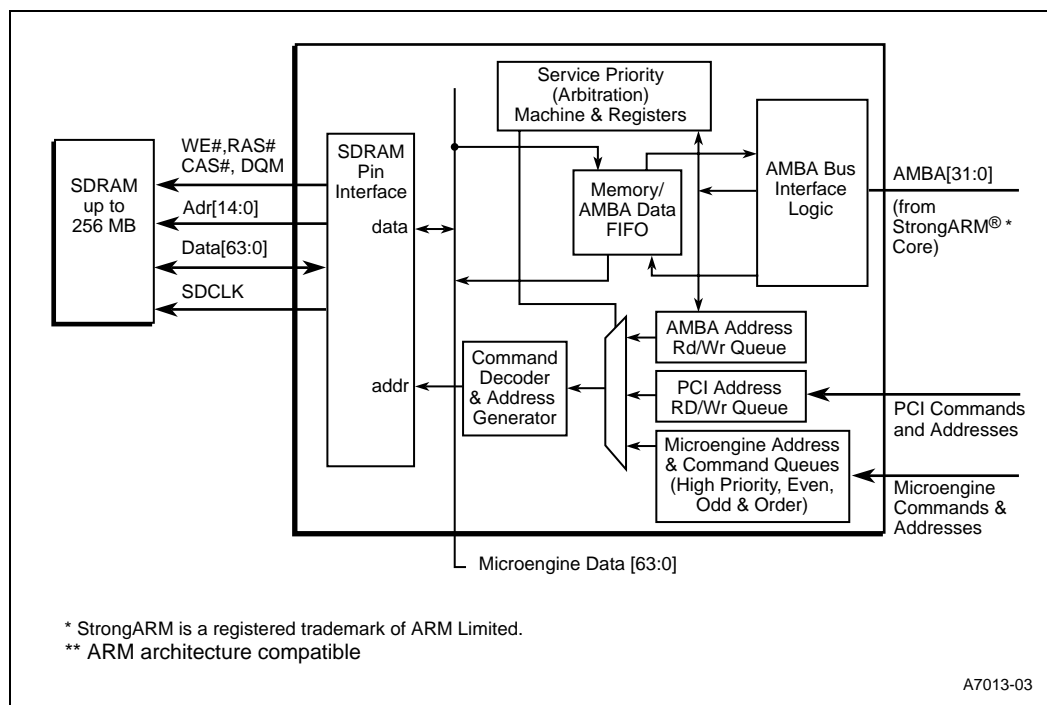 Service Priority
(Arbitration)
Machine & Registers
WE#,RAS#
CAS#, DQM
SDRAM
Pin
Interface
SDRAM
up to
256 MB
Adr[14:0]
data
Data[63:0]
SDCLK
addr
Memory/
AMBA Data
FIFO
AMBA Bus
Interface
Logic
AMBA[31:0]
(from
StrongARM® *
Core)
AMBA Address
Rd/Wr Queue
Command
Decoder
& Address
Generator
PCI Address
RD/Wr Queue
PCI Commands
and Addresses
Microengine Address
& Command Queues
(High Priority, Even,
Odd & Order)
Microengine
Commands &
Addresses
Microengine Data [63:0]
* StrongARM is a registered trademark of ARM Limited.
** ARM architecture compatible
A7013-03